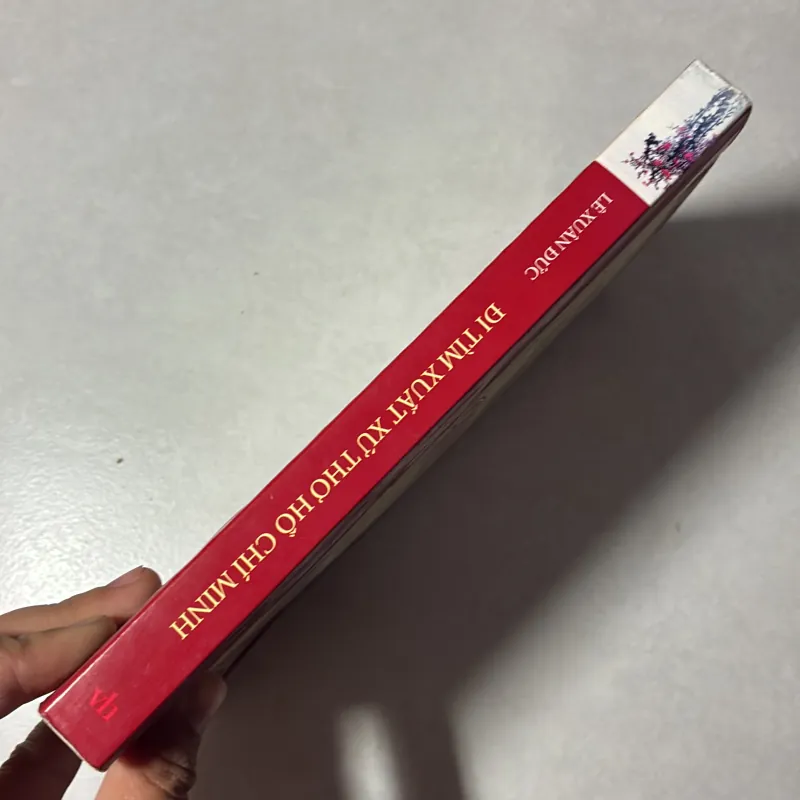 LÊ XUÂN ĐỨC
ĐI TÌM XUẤT XỨ THƠ HỒ CHÍ MINH